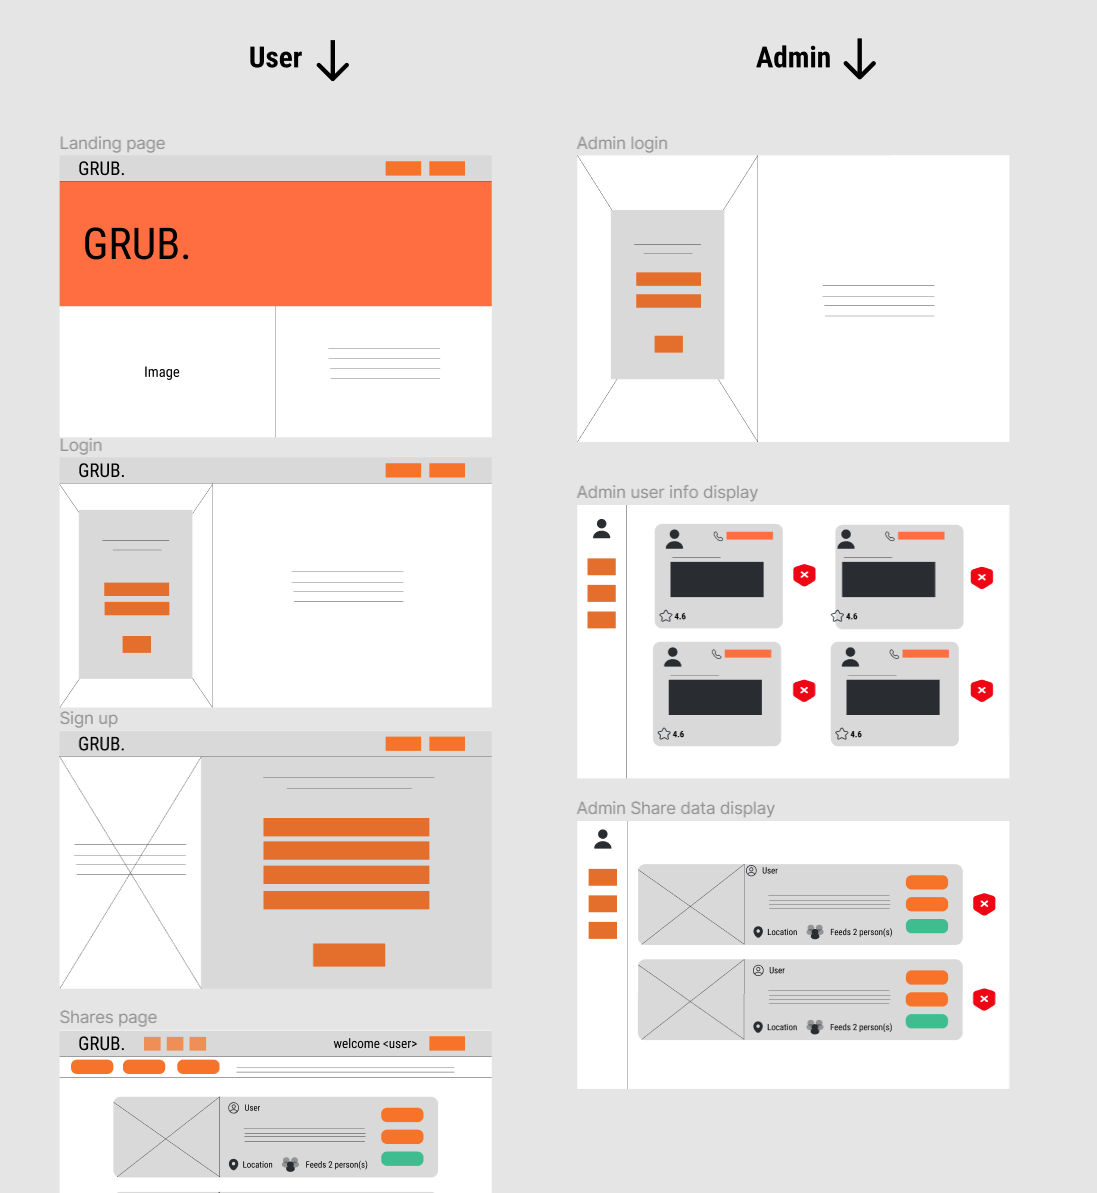 User
Landing page
GRUB.
GRUB.
Image
Login
GRUB.
Sign up
GRUB.
Shares page
GRUB.
welcome <user>
User
Location
Feeds 2 person(s)
Admin
Admin login
Admin user info display
4.6
4.6
4.6
4.6
Admin Share data display
User
Location
Feeds 2 person(s)
User
Location
Feeds 2 person(s)